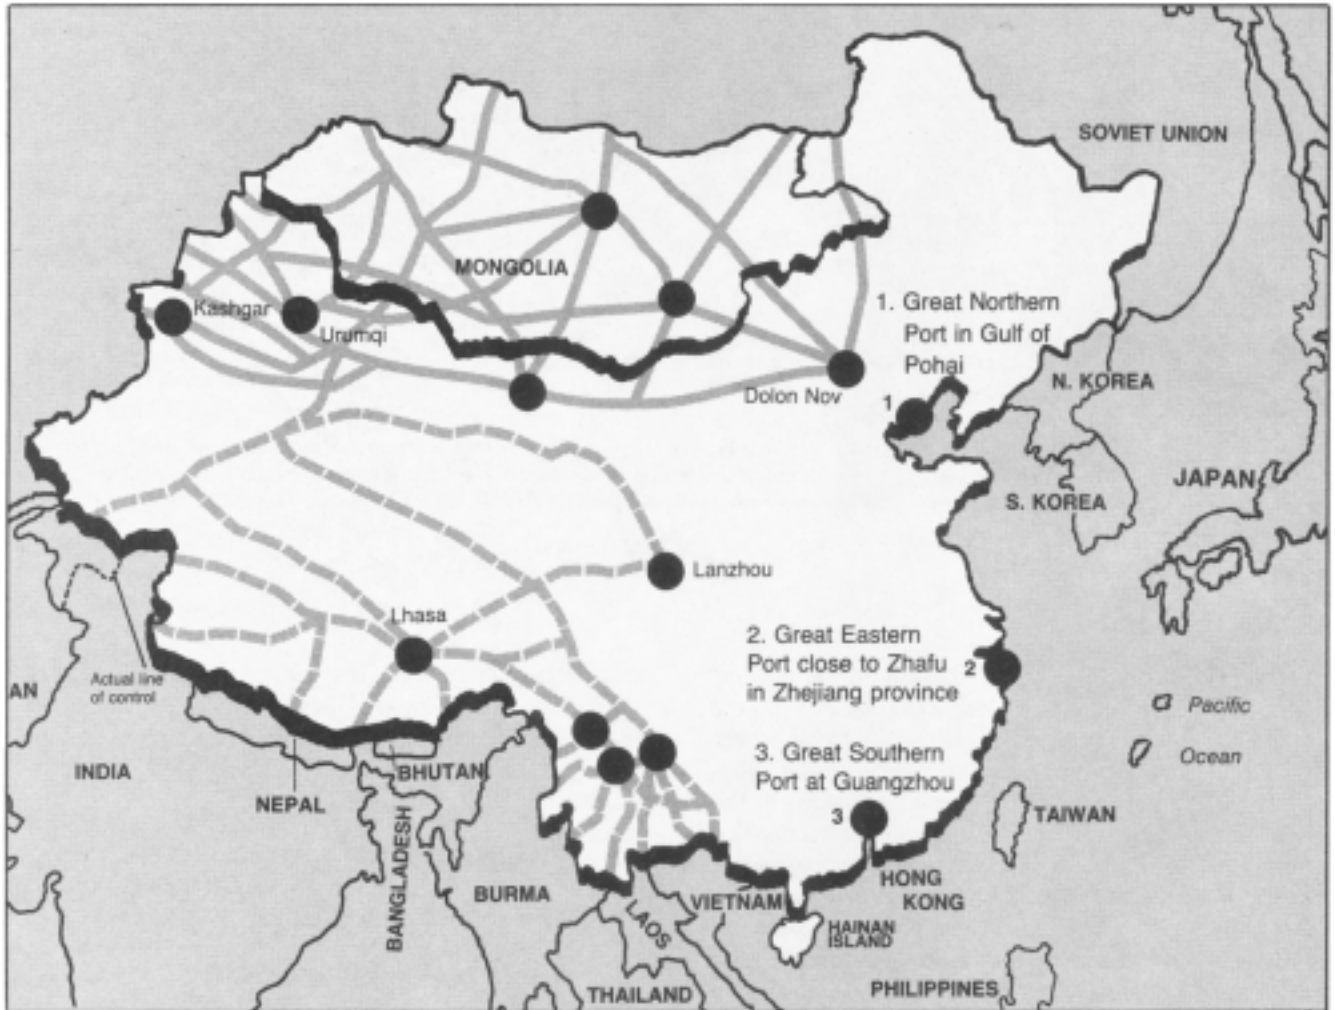 SOVIET UNION
MONGOLIA
Kashgar
Urumqi
1. Great Northern
Port in Gulf of
Pohai
N. KOREA
Dolon Nov
1
JAPAN
S. KOREA
Lanzhou
Lhasa
2. Great Eastern
Port close to Zhafu
in Zhejiang province
2
Actual line
of control
AN
Pacific
Ocean
3. Great Southern
Port at Guangzhou
3
INDIA
BHUTAN
NEPAL
TAIWAN
BANGLADESH
BURMA
VIETNAM
HONG
KONG
LAOS
HAINAN
ISLAND
THAILAND
PHILIPPINES